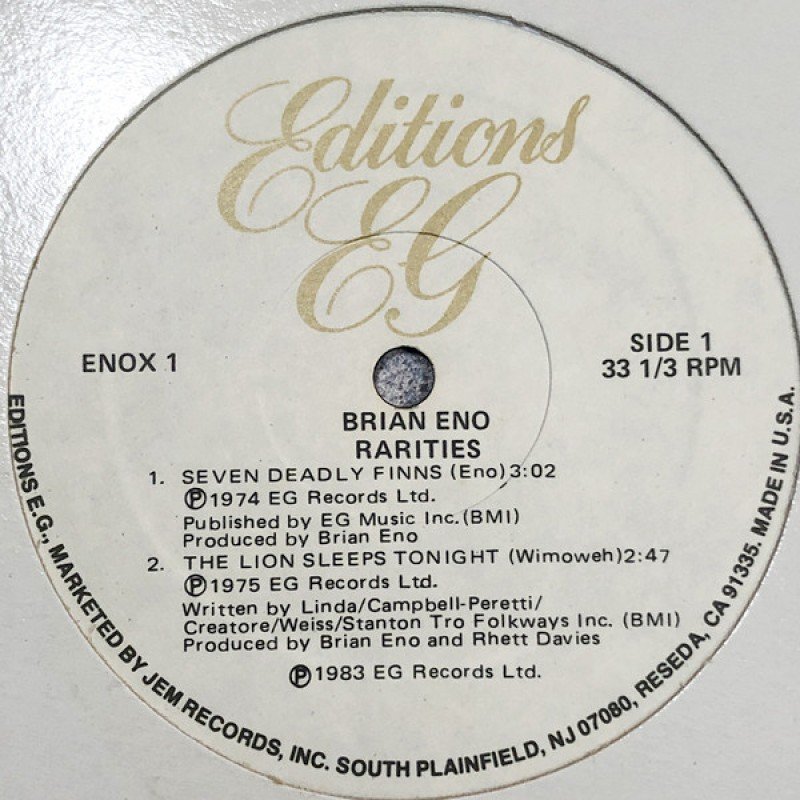 Editions
EG
ENOX 1
SIDE 1
33 1/3 RPM
BRIAN ENO
RARITIES
1. SEVEN DEADLY FINNS (Eno) 3:02
Ⓟ1974 EG Records Ltd.
Published by EG Music Inc. (BMI)
Produced by Brian Eno
2. THE LION SLEEPS TONIGHT (Wimoweh) 2:47
Ⓟ1975 EG Records Ltd.
Written by Linda/Campbell-Peretti/
Creatore/Weiss/Stanton Tro Folkways Inc. (BMI)
Produced by Brian Eno and Rhett Davies
Ⓟ1983 EG Records Ltd.
EDITIONS E.G., MARKETED BY JEM RECORDS, INC. SOUTH PLAINFIELD, NJ 07080, RESEDA, CA 91335. MADE IN U.S.A.